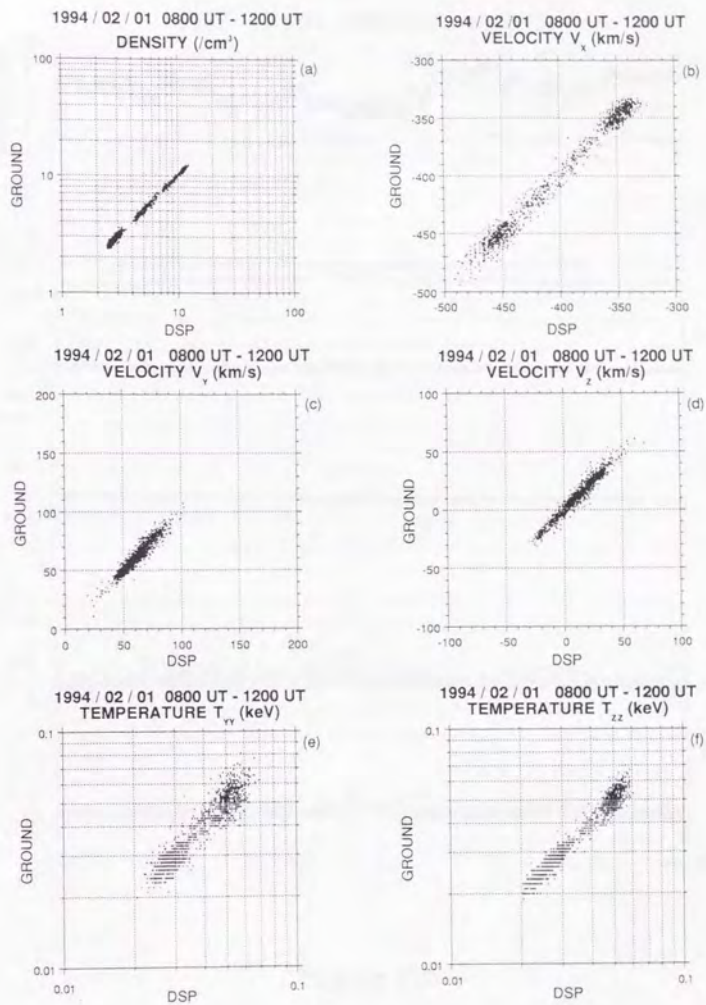 1994 / 02 / 01 0800 UT - 1200 UT
DENSITY (/cm³)
(a)
100
10
1
GROUND
1
10
100
DSP
1994 / 02 /01 0800 UT - 1200 UT
VELOCITY Vx (km/s)
(b)
-300
-350
-400
-450
-500
GROUND
-500
-450
-400
-350
-300
DSP
1994 / 02 / 01 0800 UT - 1200 UT
VELOCITY VY (km/s)
(c)
200
150
100
50
0
GROUND
0
50
100
150
200
DSP
1994 / 02 / 01 0800 UT - 1200 UT
VELOCITY Vz (km/s)
(d)
100
50
0
-50
-100
GROUND
-100
-50
0
50
100
DSP
1994 / 02 / 01 0800 UT - 1200 UT
TEMPERATURE TYY (keV)
(e)
0.1
0.01
GROUND
0.01
0.1
DSP
1994 / 02 / 01 0800 UT - 1200 UT
TEMPERATURE Tzz (keV)
(f)
0.1
0.01
GROUND
0.01
0.1
DSP